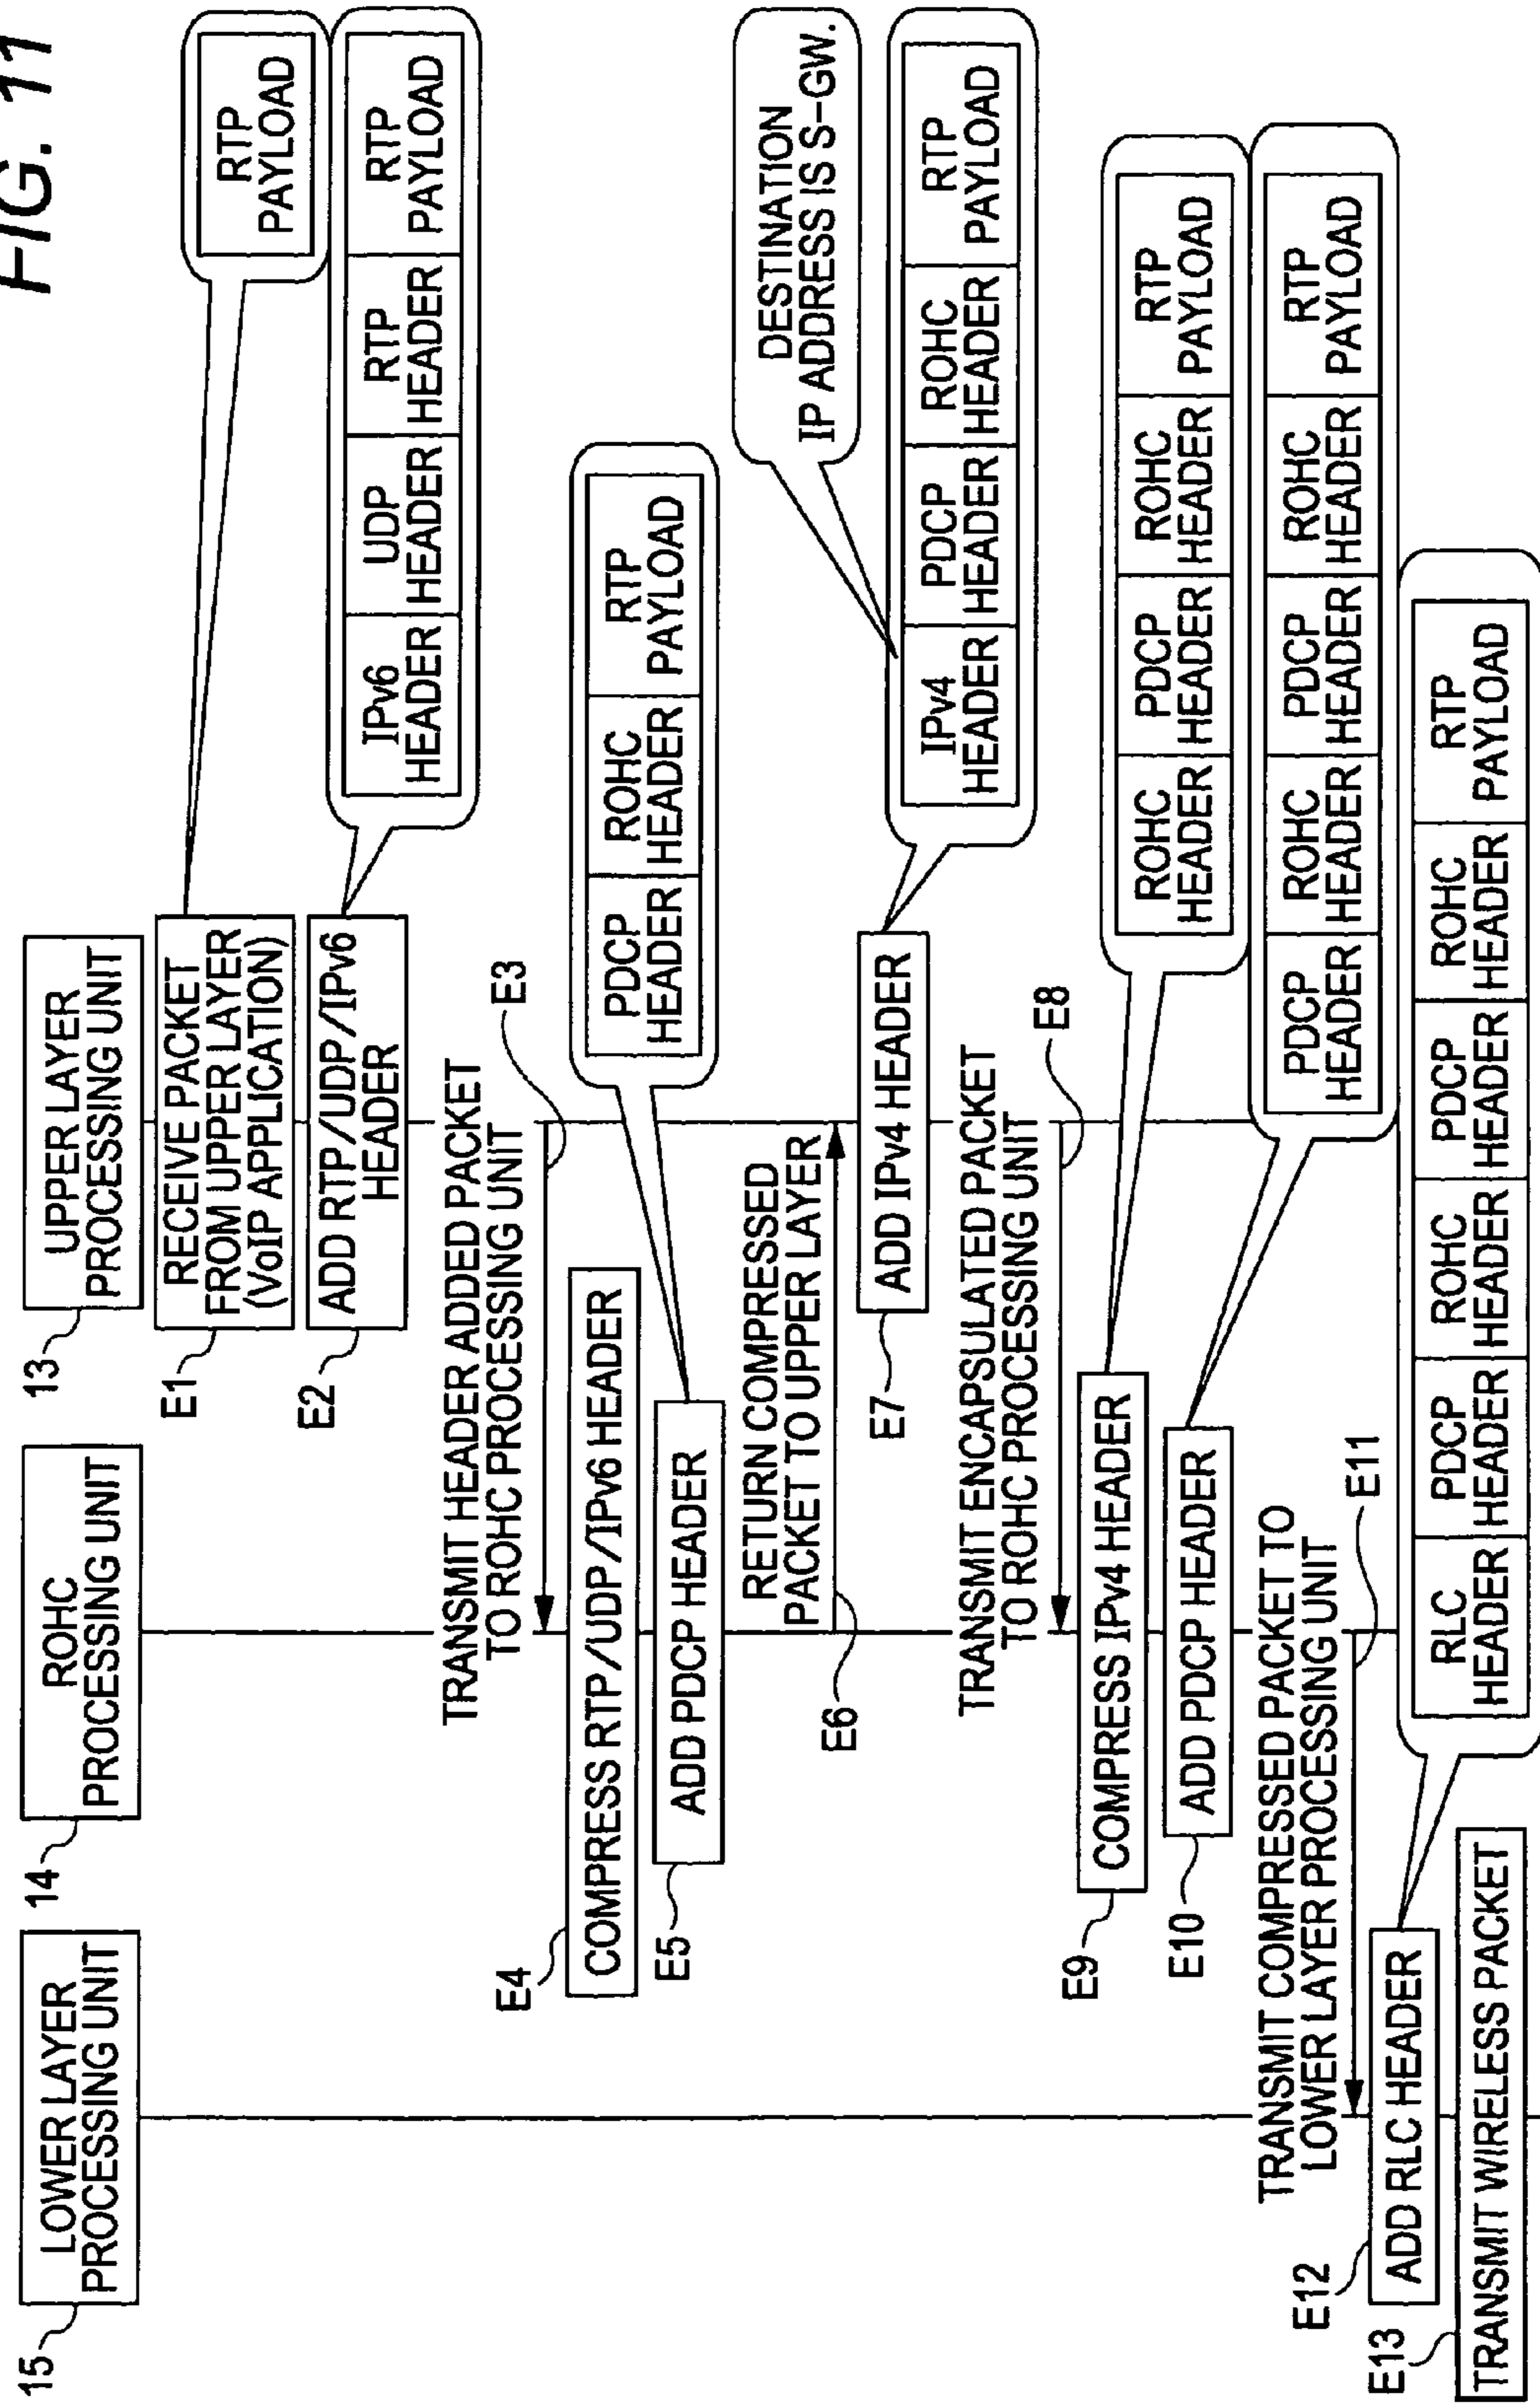 FIG. 11
15
LOWER LAYER
PROCESSING UNIT
14
ROHC
PROCESSING UNIT
13
UPPER LAYER
PROCESSING UNIT
E1
RECEIVE PACKET
FROM UPPER LAYER
(VoIP APPLICATION)
RTP
PAYLOAD
E2
ADD RTP/UDP/IPv6
HEADER
IPv6
HEADER
UDP
HEADER
RTP
HEADER
RTP
PAYLOAD
TRANSMIT HEADER ADDED PACKET
TO ROHC PROCESSING UNIT
E3
E4
COMPRESS RTP/UDP/IPv6 HEADER
E5
ADD PDCP HEADER
PDCP
HEADER
ROHC
HEADER
RTP
PAYLOAD
RETURN COMPRESSED
PACKET TO UPPER LAYER
E6
E7
ADD IPv4 HEADER
DESTINATION
IP ADDRESS IS S-GW.
IPv4
HEADER
PDCP
HEADER
ROHC
HEADER
RTP
PAYLOAD
TRANSMIT ENCAPSULATED PACKET
TO ROHC PROCESSING UNIT
E8
E9
COMPRESS IPv4 HEADER
ROHC
HEADER
PDCP
HEADER
ROHC
HEADER
RTP
PAYLOAD
E10
ADD PDCP HEADER
PDCP
HEADER
ROHC
HEADER
PDCP
HEADER
ROHC
HEADER
RTP
PAYLOAD
TRANSMIT COMPRESSED PACKET TO
LOWER LAYER PROCESSING UNIT
E11
E12
ADD RLC HEADER
RLC
HEADER
PDCP
HEADER
ROHC
HEADER
PDCP
HEADER
ROHC
HEADER
RTP
PAYLOAD
E13
TRANSMIT WIRELESS PACKET